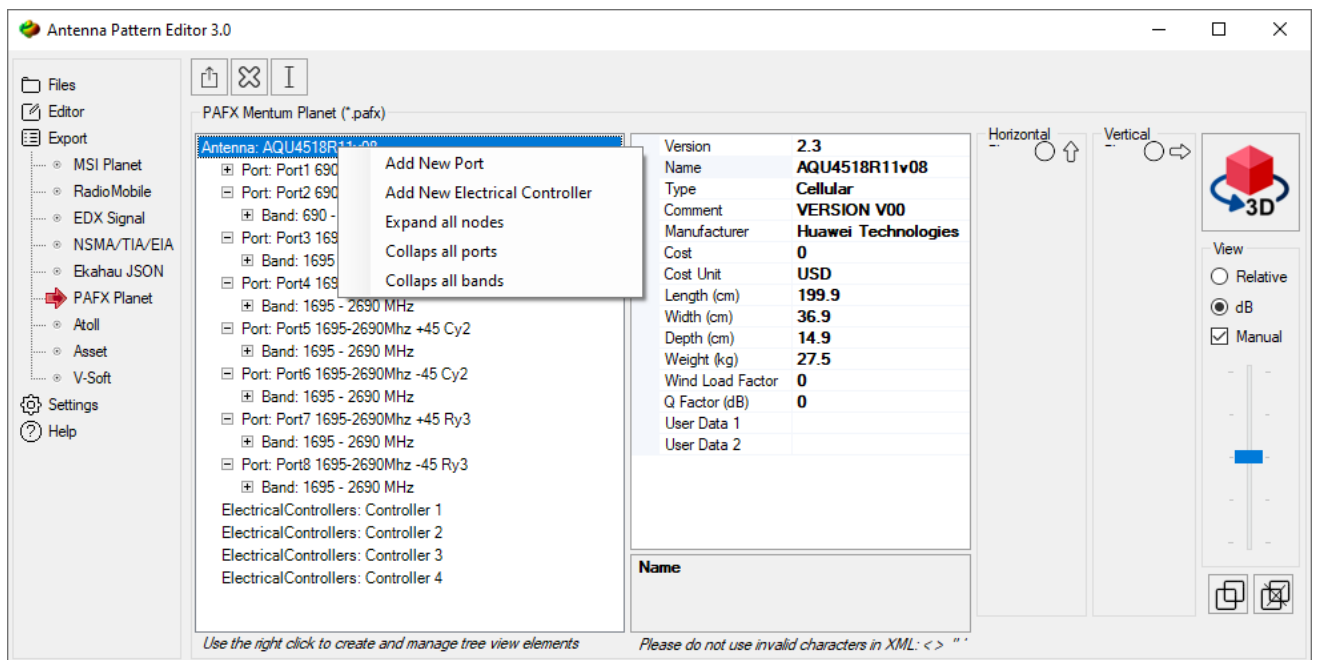 Antenna Pattern Editor 3.0
Files
Editor
Export
MSI Planet
RadioMobile
EDX Signal
NSMA/TIA/EIA
Ekahau JSON
PAFX Planet
Atoll
Asset
V-Soft
Settings
Help
PAFX Mentum Planet (*.pafx)
Antenna: AQU4518R11v08
Port: Port1 690
Port: Port2 690
Band: 690 -
Port: Port3 169
Band: 1695
Port: Port4 169
Band: 1695 - 2690 MHz
Port: Port5 1695-2690Mhz +45 Cy2
Band: 1695 - 2690 MHz
Port: Port6 1695-2690Mhz -45 Cy2
Band: 1695 - 2690 MHz
Port: Port7 1695-2690Mhz +45 Ry3
Band: 1695 - 2690 MHz
Port: Port8 1695-2690Mhz -45 Ry3
Band: 1695 - 2690 MHz
ElectricalControllers: Controller 1
ElectricalControllers: Controller 2
ElectricalControllers: Controller 3
ElectricalControllers: Controller 4
Add New Port
Add New Electrical Controller
Expand all nodes
Collaps all ports
Collaps all bands
Use the right click to create and manage tree view elements
Version 2.3
Name AQU4518R11v08
Type Cellular
Comment VERSION V00
Manufacturer Huawei Technologies
Cost 0
Cost Unit USD
Length (cm) 199.9
Width (cm) 36.9
Depth (cm) 14.9
Weight (kg) 27.5
Wind Load Factor 0
Q Factor (dB) 0
User Data 1
User Data 2
Name
Please do not use invalid characters in XML: < > " '
Horizontal
Vertical
3D
View
Relative
dB
Manual